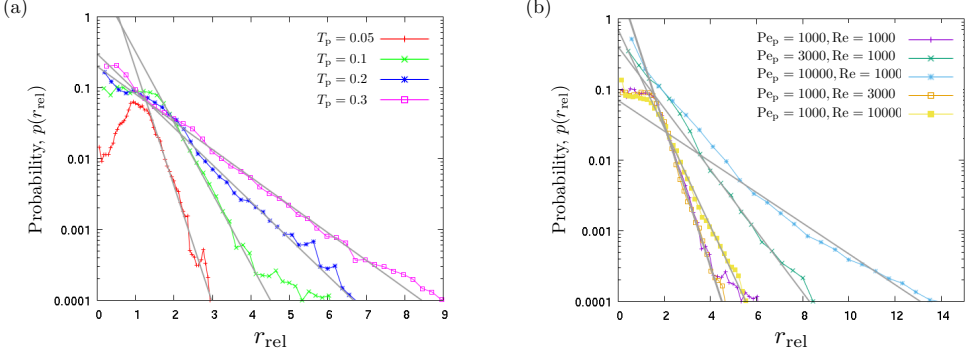 (a)
Probability, p(r_rel)
1
0.1
0.01
0.001
0.0001
0 1 2 3 4 5 6 7 8 9
r_rel
T_p = 0.05
T_p = 0.1
T_p = 0.2
T_p = 0.3
(b)
Probability, p(r_rel)
1
0.1
0.01
0.001
0.0001
0 2 4 6 8 10 12 14
r_rel
Pe_p = 1000, Re = 1000
Pe_p = 3000, Re = 1000
Pe_p = 10000, Re = 1000
Pe_p = 1000, Re = 3000
Pe_p = 1000, Re = 10000